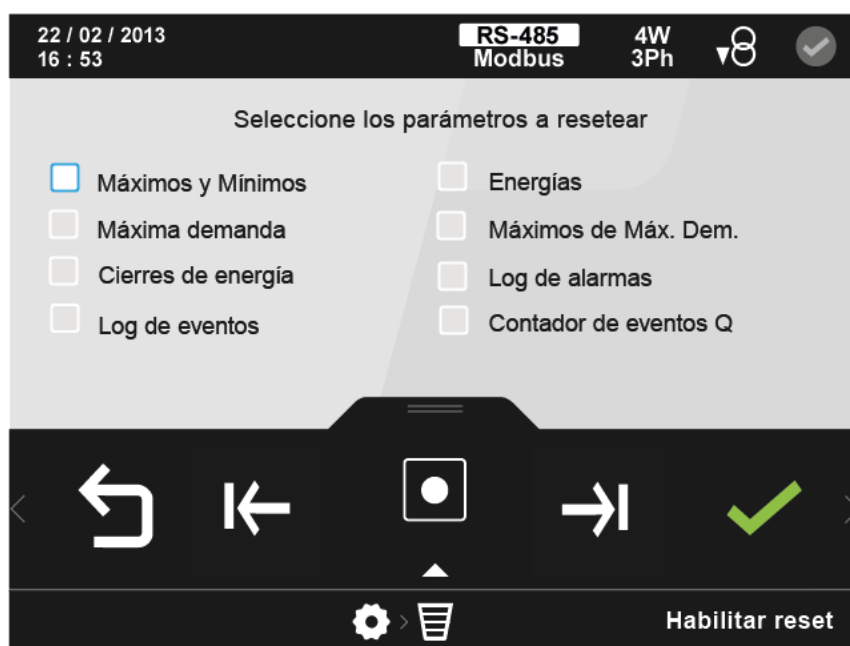 22 / 02 / 2013
16 : 53
RS-485
Modbus
4W
3Ph
Seleccione los parámetros a resetear
Máximos y Mínimos
Energías
Máxima demanda
Máximos de Máx. Dem.
Cierres de energía
Log de alarmas
Log de eventos
Contador de eventos Q
Habilitar reset